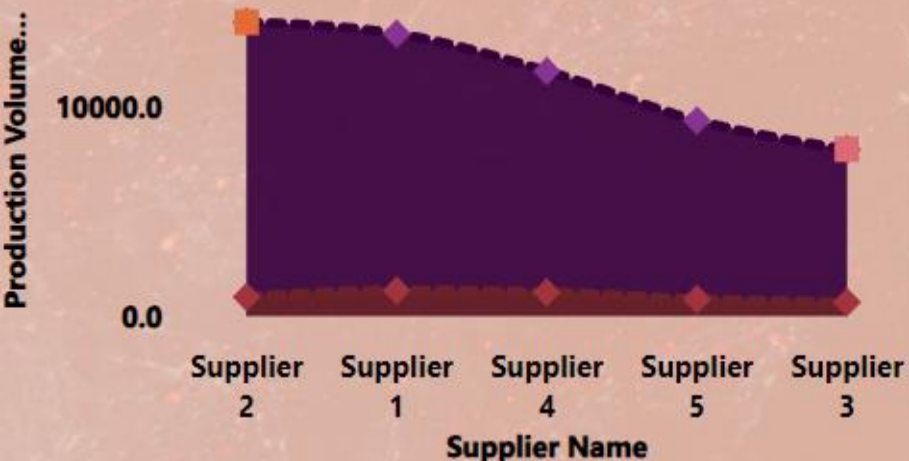 Production Volume...
10000.0
0.0
Supplier Supplier Supplier Supplier Supplier
2 1 4 5 3
Supplier Name